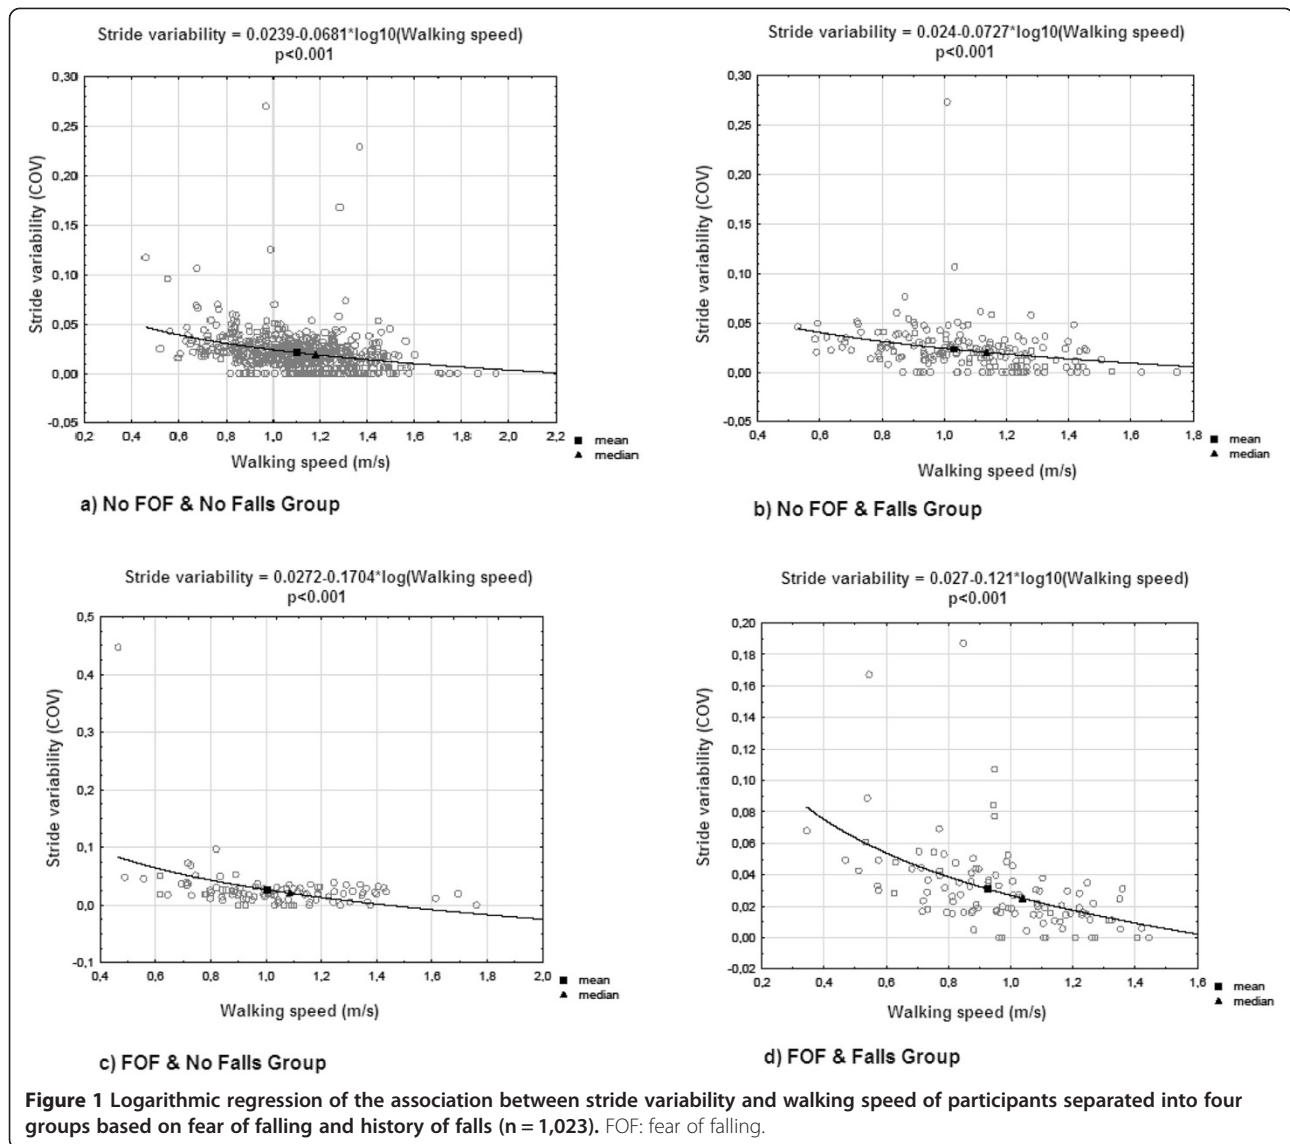 Stride variability = 0.0239-0.0681*log10(Walking speed)
p<0.001
0,30
0,25
0,20
0,15
0,10
0,05
0,00
-0,05
Stride variability (COV)
0,2 0,4 0,6 0,8 1,0 1,2 1,4 1,6 1,8 2,0 2,2
Walking speed (m/s)
mean
median
a) No FOF & No Falls Group
Stride variability = 0.024-0.0727*log10(Walking speed)
p<0.001
0,30
0,25
0,20
0,15
0,10
0,05
0,00
-0,05
Stride variability (COV)
0,4 0,6 0,8 1,0 1,2 1,4 1,6 1,8
Walking speed (m/s)
mean
median
b) No FOF & Falls Group
Stride variability = 0.0272-0.1704*log(Walking speed)
p<0.001
0,5
0,4
0,3
0,2
0,1
0,0
-0,1
Stride variability (COV)
0,4 0,6 0,8 1,0 1,2 1,4 1,6 1,8 2,0
Walking speed (m/s)
mean
median
c) FOF & No Falls Group
Stride variability = 0.027-0.121*log10(Walking speed)
p<0.001
0,20
0,18
0,16
0,14
0,12
0,10
0,08
0,06
0,04
0,02
0,00
-0,02
Stride variability (COV)
0,2 0,4 0,6 0,8 1,0 1,2 1,4 1,6
Walking speed (m/s)
mean
median
d) FOF & Falls Group
Figure 1 Logarithmic regression of the association between stride variability and walking speed of participants separated into four
groups based on fear of falling and history of falls (n = 1,023). FOF: fear of falling.